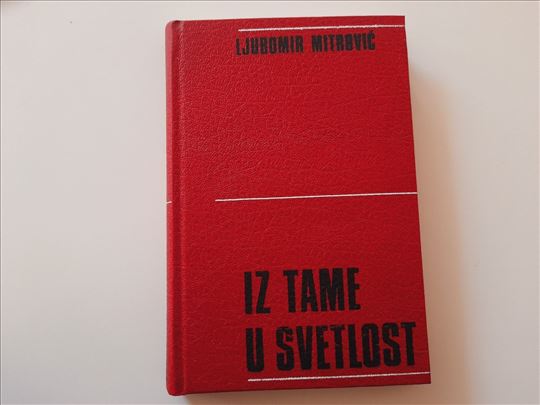 LJUBOMIR MITROVIĆ
IZ TAME
U SVETLOST